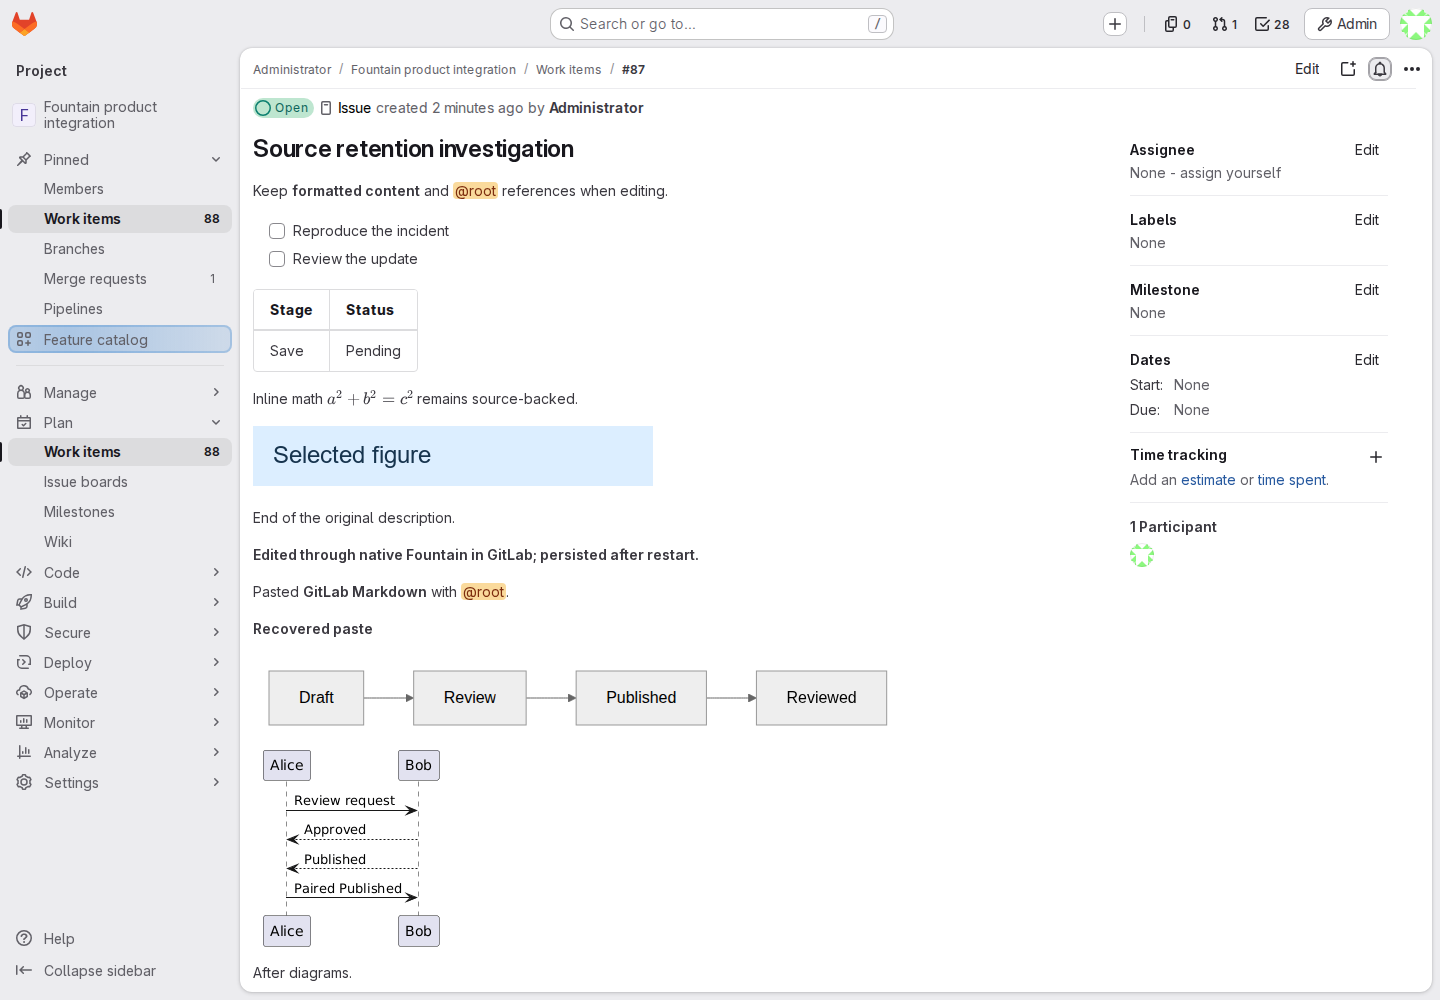 Search or go to...
/
0
1
28
Admin
Project
F
Fountain product integration
Pinned
Members
Work items
88
Branches
Merge requests
1
Pipelines
Feature catalog
Manage
Plan
Work items
88
Issue boards
Milestones
Wiki
Code
Build
Secure
Deploy
Operate
Monitor
Analyze
Settings
Help
Collapse sidebar
Administrator / Fountain product integration / Work items / #87
Edit
Open Issue created 2 minutes ago by Administrator
Source retention investigation
Keep formatted content and @root references when editing.
Reproduce the incident
Review the update
Stage Status
Save Pending
Inline math a² + b² = c² remains source-backed.
Selected figure
End of the original description.
Edited through native Fountain in GitLab; persisted after restart.
Pasted GitLab Markdown with @root.
Recovered paste
Draft Review Published Reviewed
Alice Bob
Review request
Approved
Published
Paired Published
Alice Bob
After diagrams.
Assignee Edit
None - assign yourself
Labels Edit
None
Milestone Edit
None
Dates Edit
Start: None
Due: None
Time tracking
Add an estimate or time spent.
1 Participant